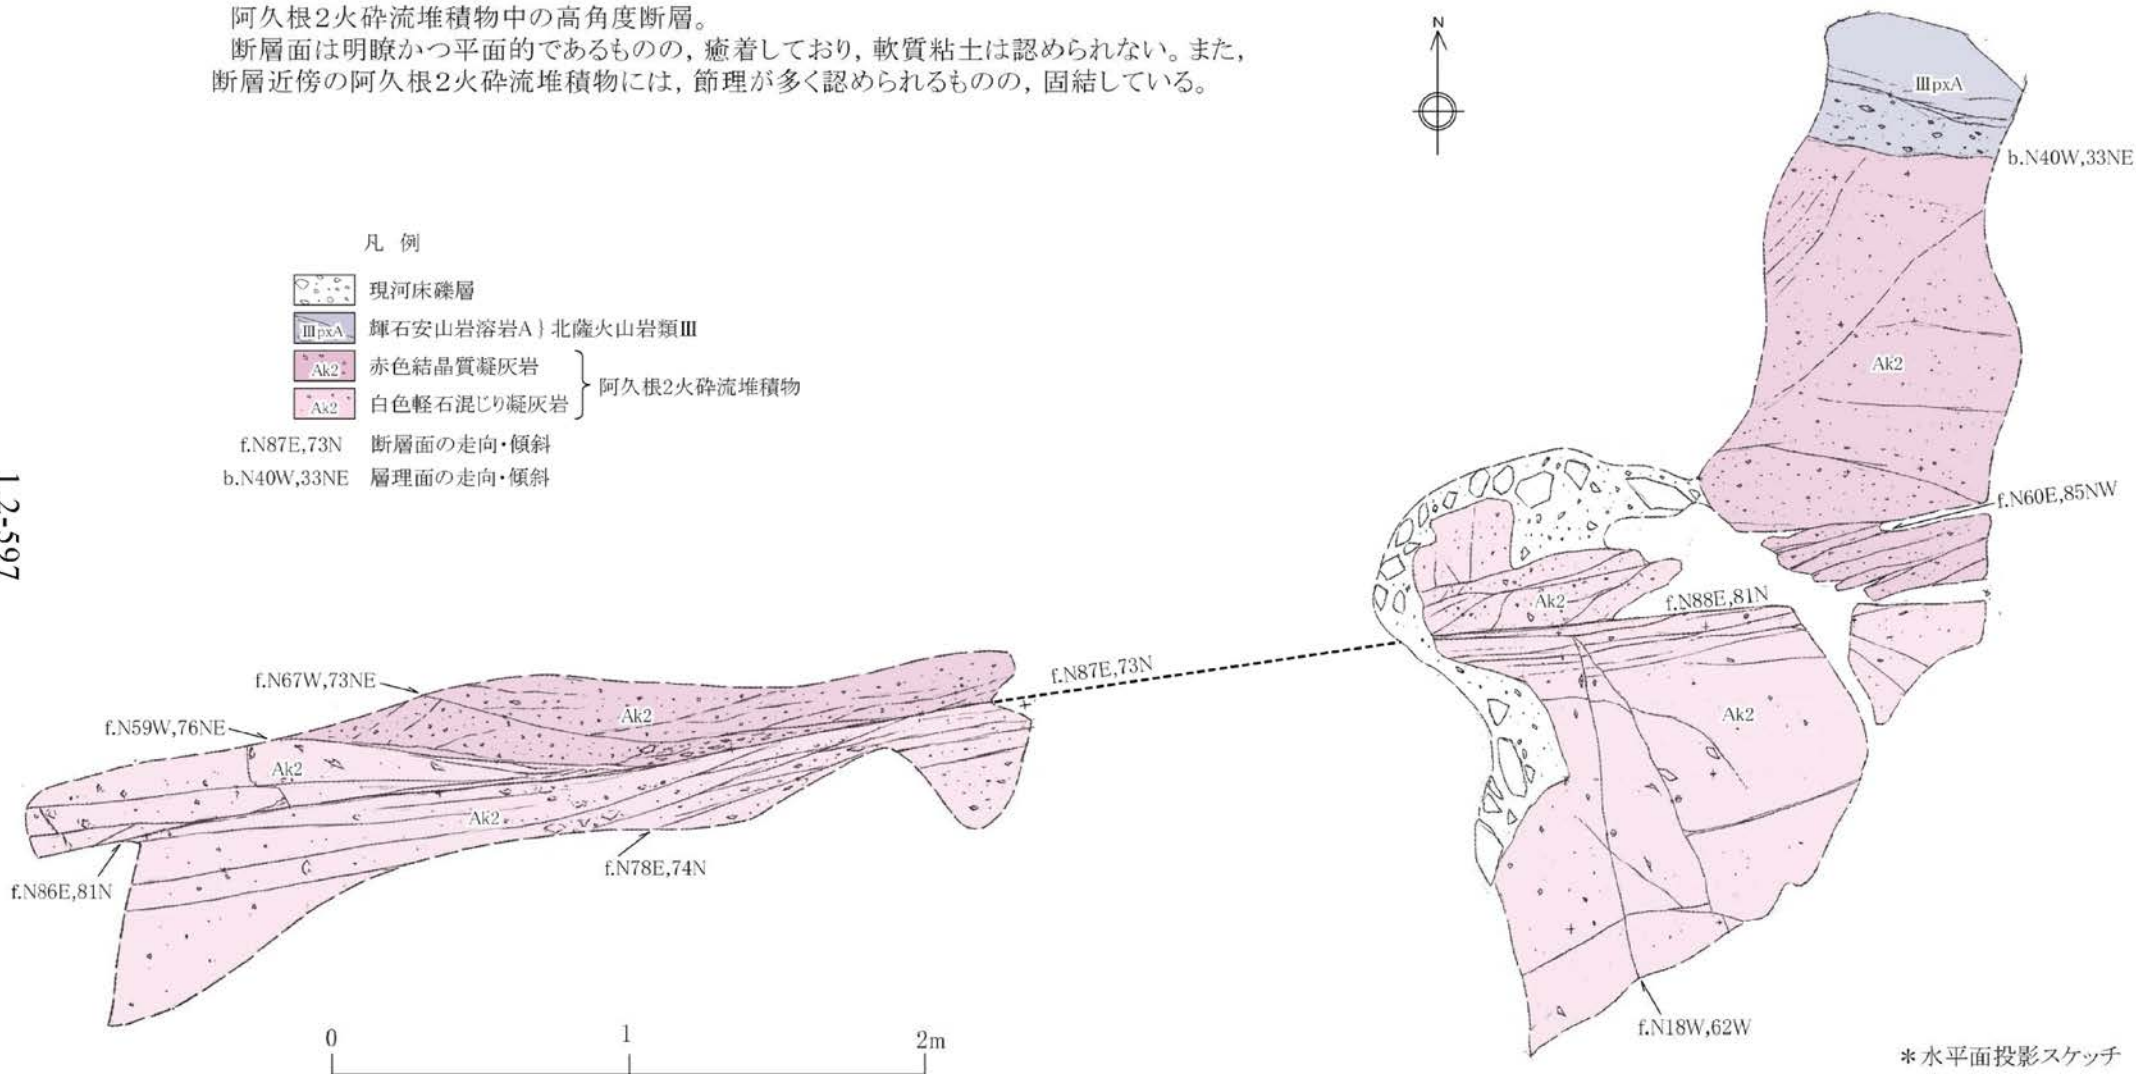 阿久根2火砕流堆積物中の高角度断層。
断層面は明瞭かつ平面的であるものの，癒着しており，軟質粘土は認められない。また，
断層近傍の阿久根2火砕流堆積物には，節理が多く認められるものの，固結している。
N
ⅢpxA
b.N40W,33NE
凡 例
現河床礫層
ⅢpxA 輝石安山岩溶岩A } 北薩火山岩類Ⅲ
Ak2 赤色結晶質凝灰岩
阿久根2火砕流堆積物
Ak2 白色軽石混じり凝灰岩
f.N87E,73N 断層面の走向・傾斜
b.N40W,33NE 層理面の走向・傾斜
Ak2
f.N60E,85NW
Ak2
f.N88E,81N
f.N87E,73N
f.N67W,73NE
Ak2
Ak2
f.N59W,76NE
Ak2
Ak2
f.N78E,74N
f.N86E,81N
f.N18W,62W
0 1 2m
＊水平面投影スケッチ
1.2-597